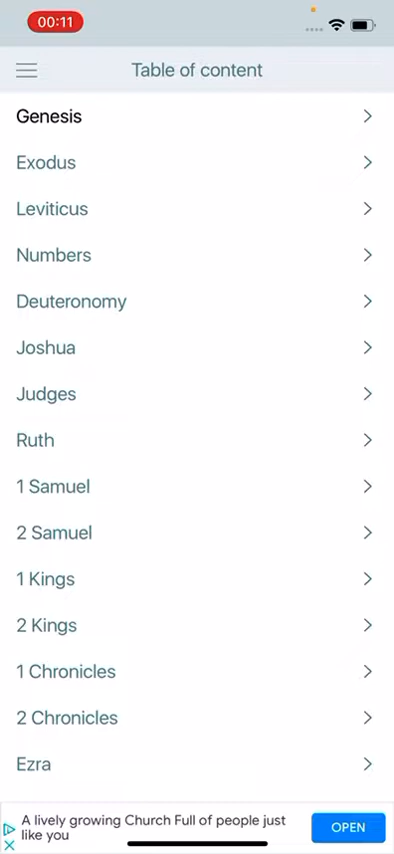 00:11
Table of content
Genesis
Exodus
Leviticus
Numbers
Deuteronomy
Joshua
Judges
Ruth
1 Samuel
2 Samuel
1 Kings
2 Kings
1 Chronicles
2 Chronicles
Ezra
A lively growing Church Full of people just
like you
OPEN